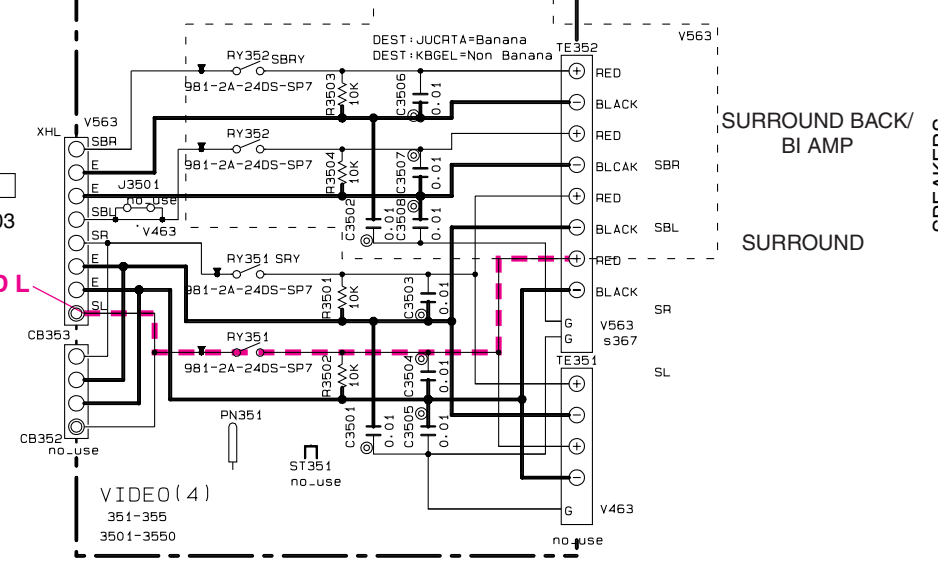 DEST:JUCRTA=Banana
DEST:KBGEL=Non Banana
V563
TE352
RY352 SBRY
981-2A-24DS-SP7
R3503
10K
C3506
0.01
RED
BLACK
RED
BLCAK SBR
RED
BLACK SBL
RED
BLACK
SURROUND BACK/
BI AMP
SPEAKERS
SURROUND
XHL
V563
SBR
E
E
SBL
SR
E
E
SL
J3501
no_use
V463
RY352
981-2A-24DS-SP7
R3504
10K
C3507
0.01
C3502
0.01
C3508
0.01
03
L
RY351 SRY
981-2A-24DS-SP7
R3501
10K
C3503
0.01
SR
G
V563
G
s367
CB353
RY351
981-2A-24DS-SP7
R3502
10K
C3504
0.01
TE351
SL
PN351
C3501
0.01
C3505
0.01
CB352
no_use
ST351
no_use
VIDEO(4)
351-355
3501-3550
G
V463
no_use